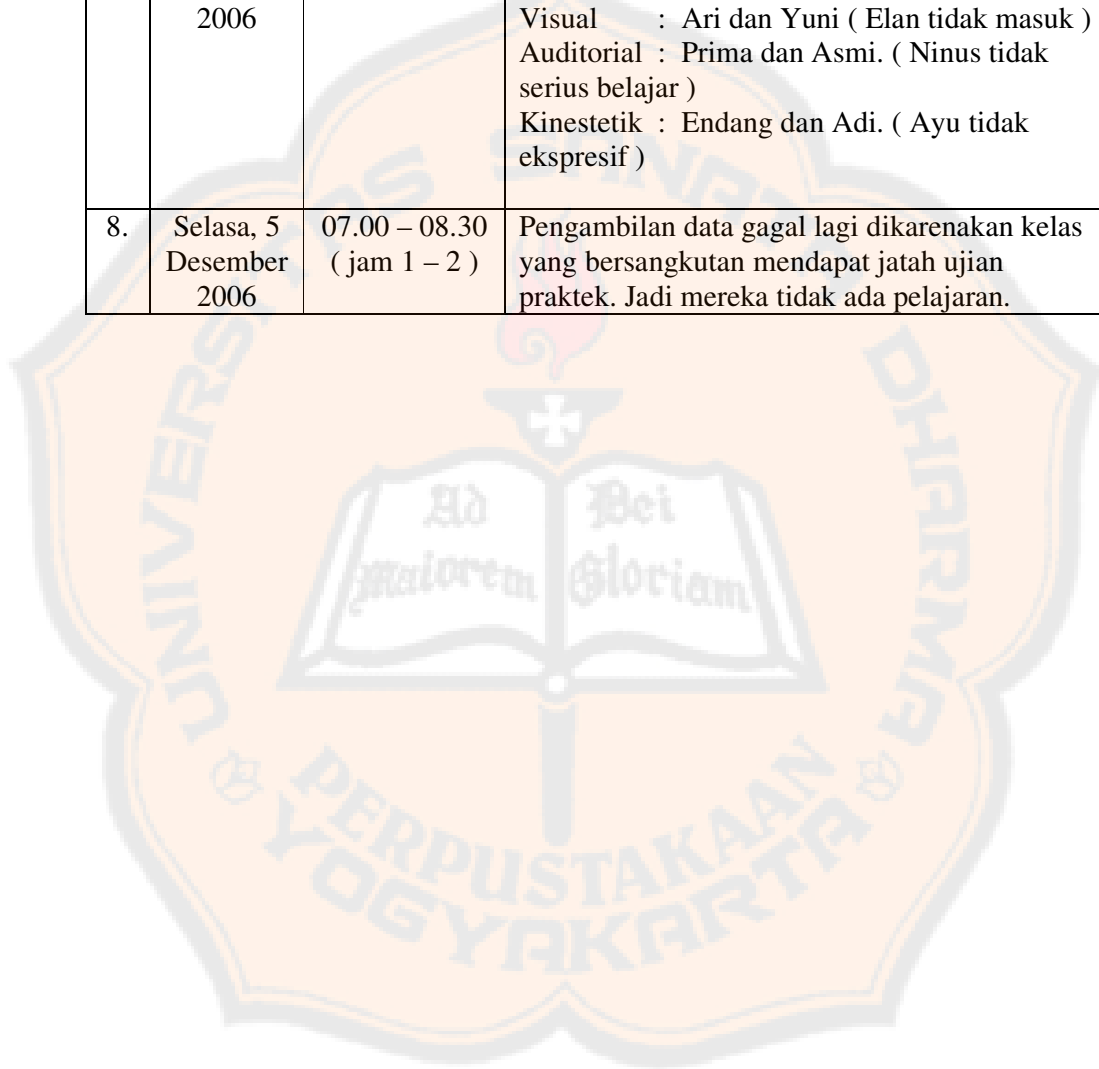 2006 Visual : Ari dan Yuni ( Elan tidak masuk )
Auditorial : Prima dan Asmi. ( Ninus tidak
serius belajar )
Kinestetik : Endang dan Adi. ( Ayu tidak
ekspresif )
8. Selasa, 5 07.00 – 08.30 Pengambilan data gagal lagi dikarenakan kelas
Desember ( jam 1 – 2 ) yang bersangkutan mendapat jatah ujian
2006 praktek. Jadi mereka tidak ada pelajaran.
UNIVERSITAS SANATA DHARMA
Ad Dei
maiorem Gloriam
PERPUSTAKAAN
YOGYAKARTA